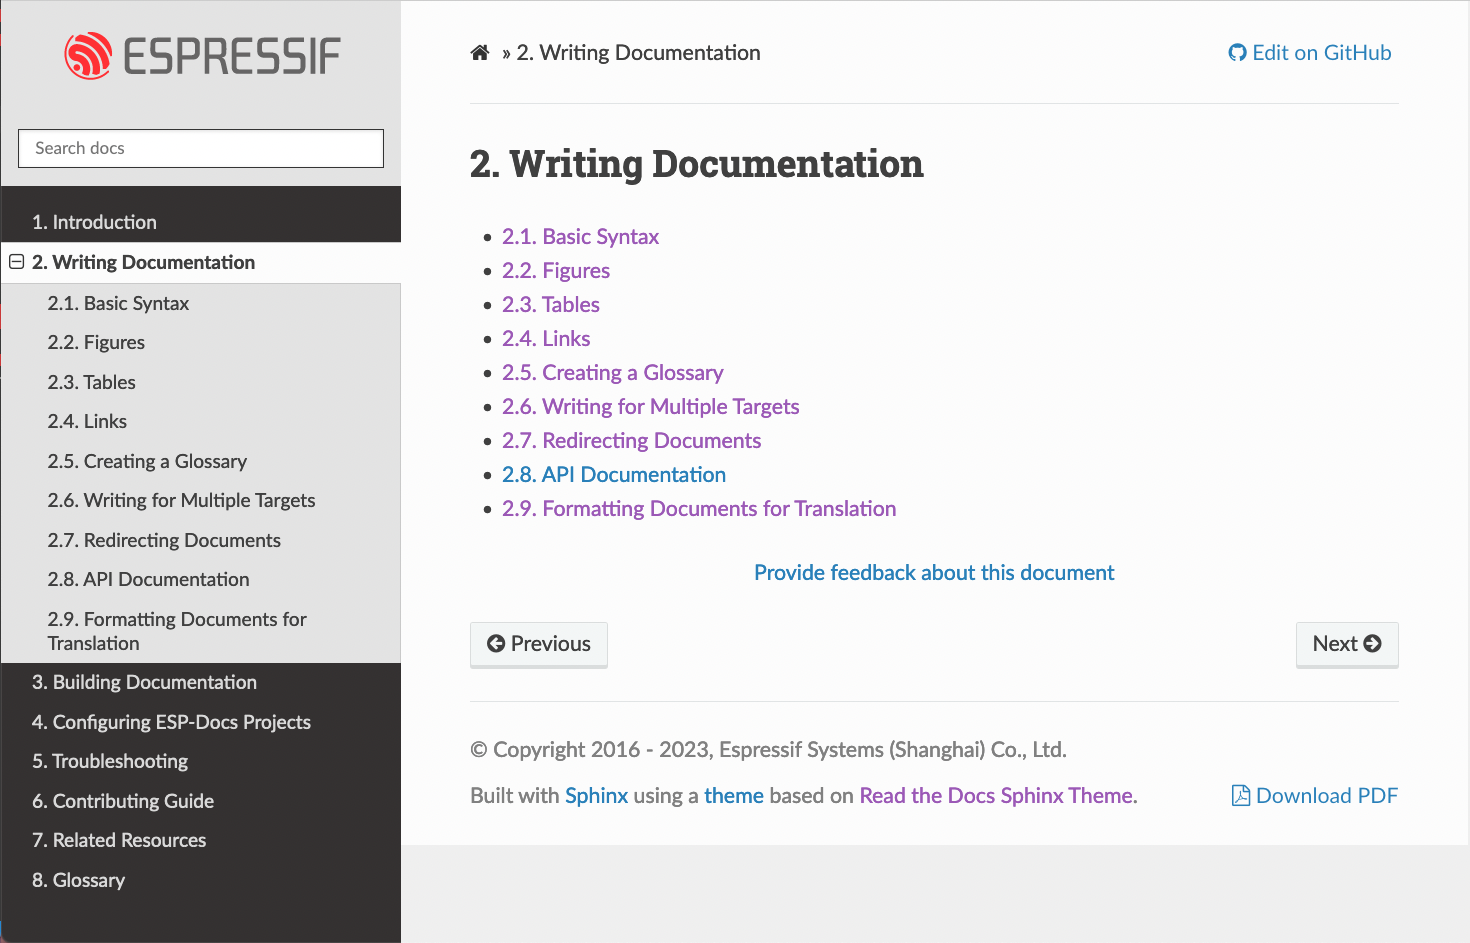 ESPRESSIF
Search docs
1. Introduction
2. Writing Documentation
2.1. Basic Syntax
2.2. Figures
2.3. Tables
2.4. Links
2.5. Creating a Glossary
2.6. Writing for Multiple Targets
2.7. Redirecting Documents
2.8. API Documentation
2.9. Formatting Documents for
Translation
3. Building Documentation
4. Configuring ESP-Docs Projects
5. Troubleshooting
6. Contributing Guide
7. Related Resources
8. Glossary
» 2. Writing Documentation
Edit on GitHub
2. Writing Documentation
• 2.1. Basic Syntax
• 2.2. Figures
• 2.3. Tables
• 2.4. Links
• 2.5. Creating a Glossary
• 2.6. Writing for Multiple Targets
• 2.7. Redirecting Documents
• 2.8. API Documentation
• 2.9. Formatting Documents for Translation
Provide feedback about this document
Previous
Next
© Copyright 2016 - 2023, Espressif Systems (Shanghai) Co., Ltd.
Built with Sphinx using a theme based on Read the Docs Sphinx Theme.
Download PDF